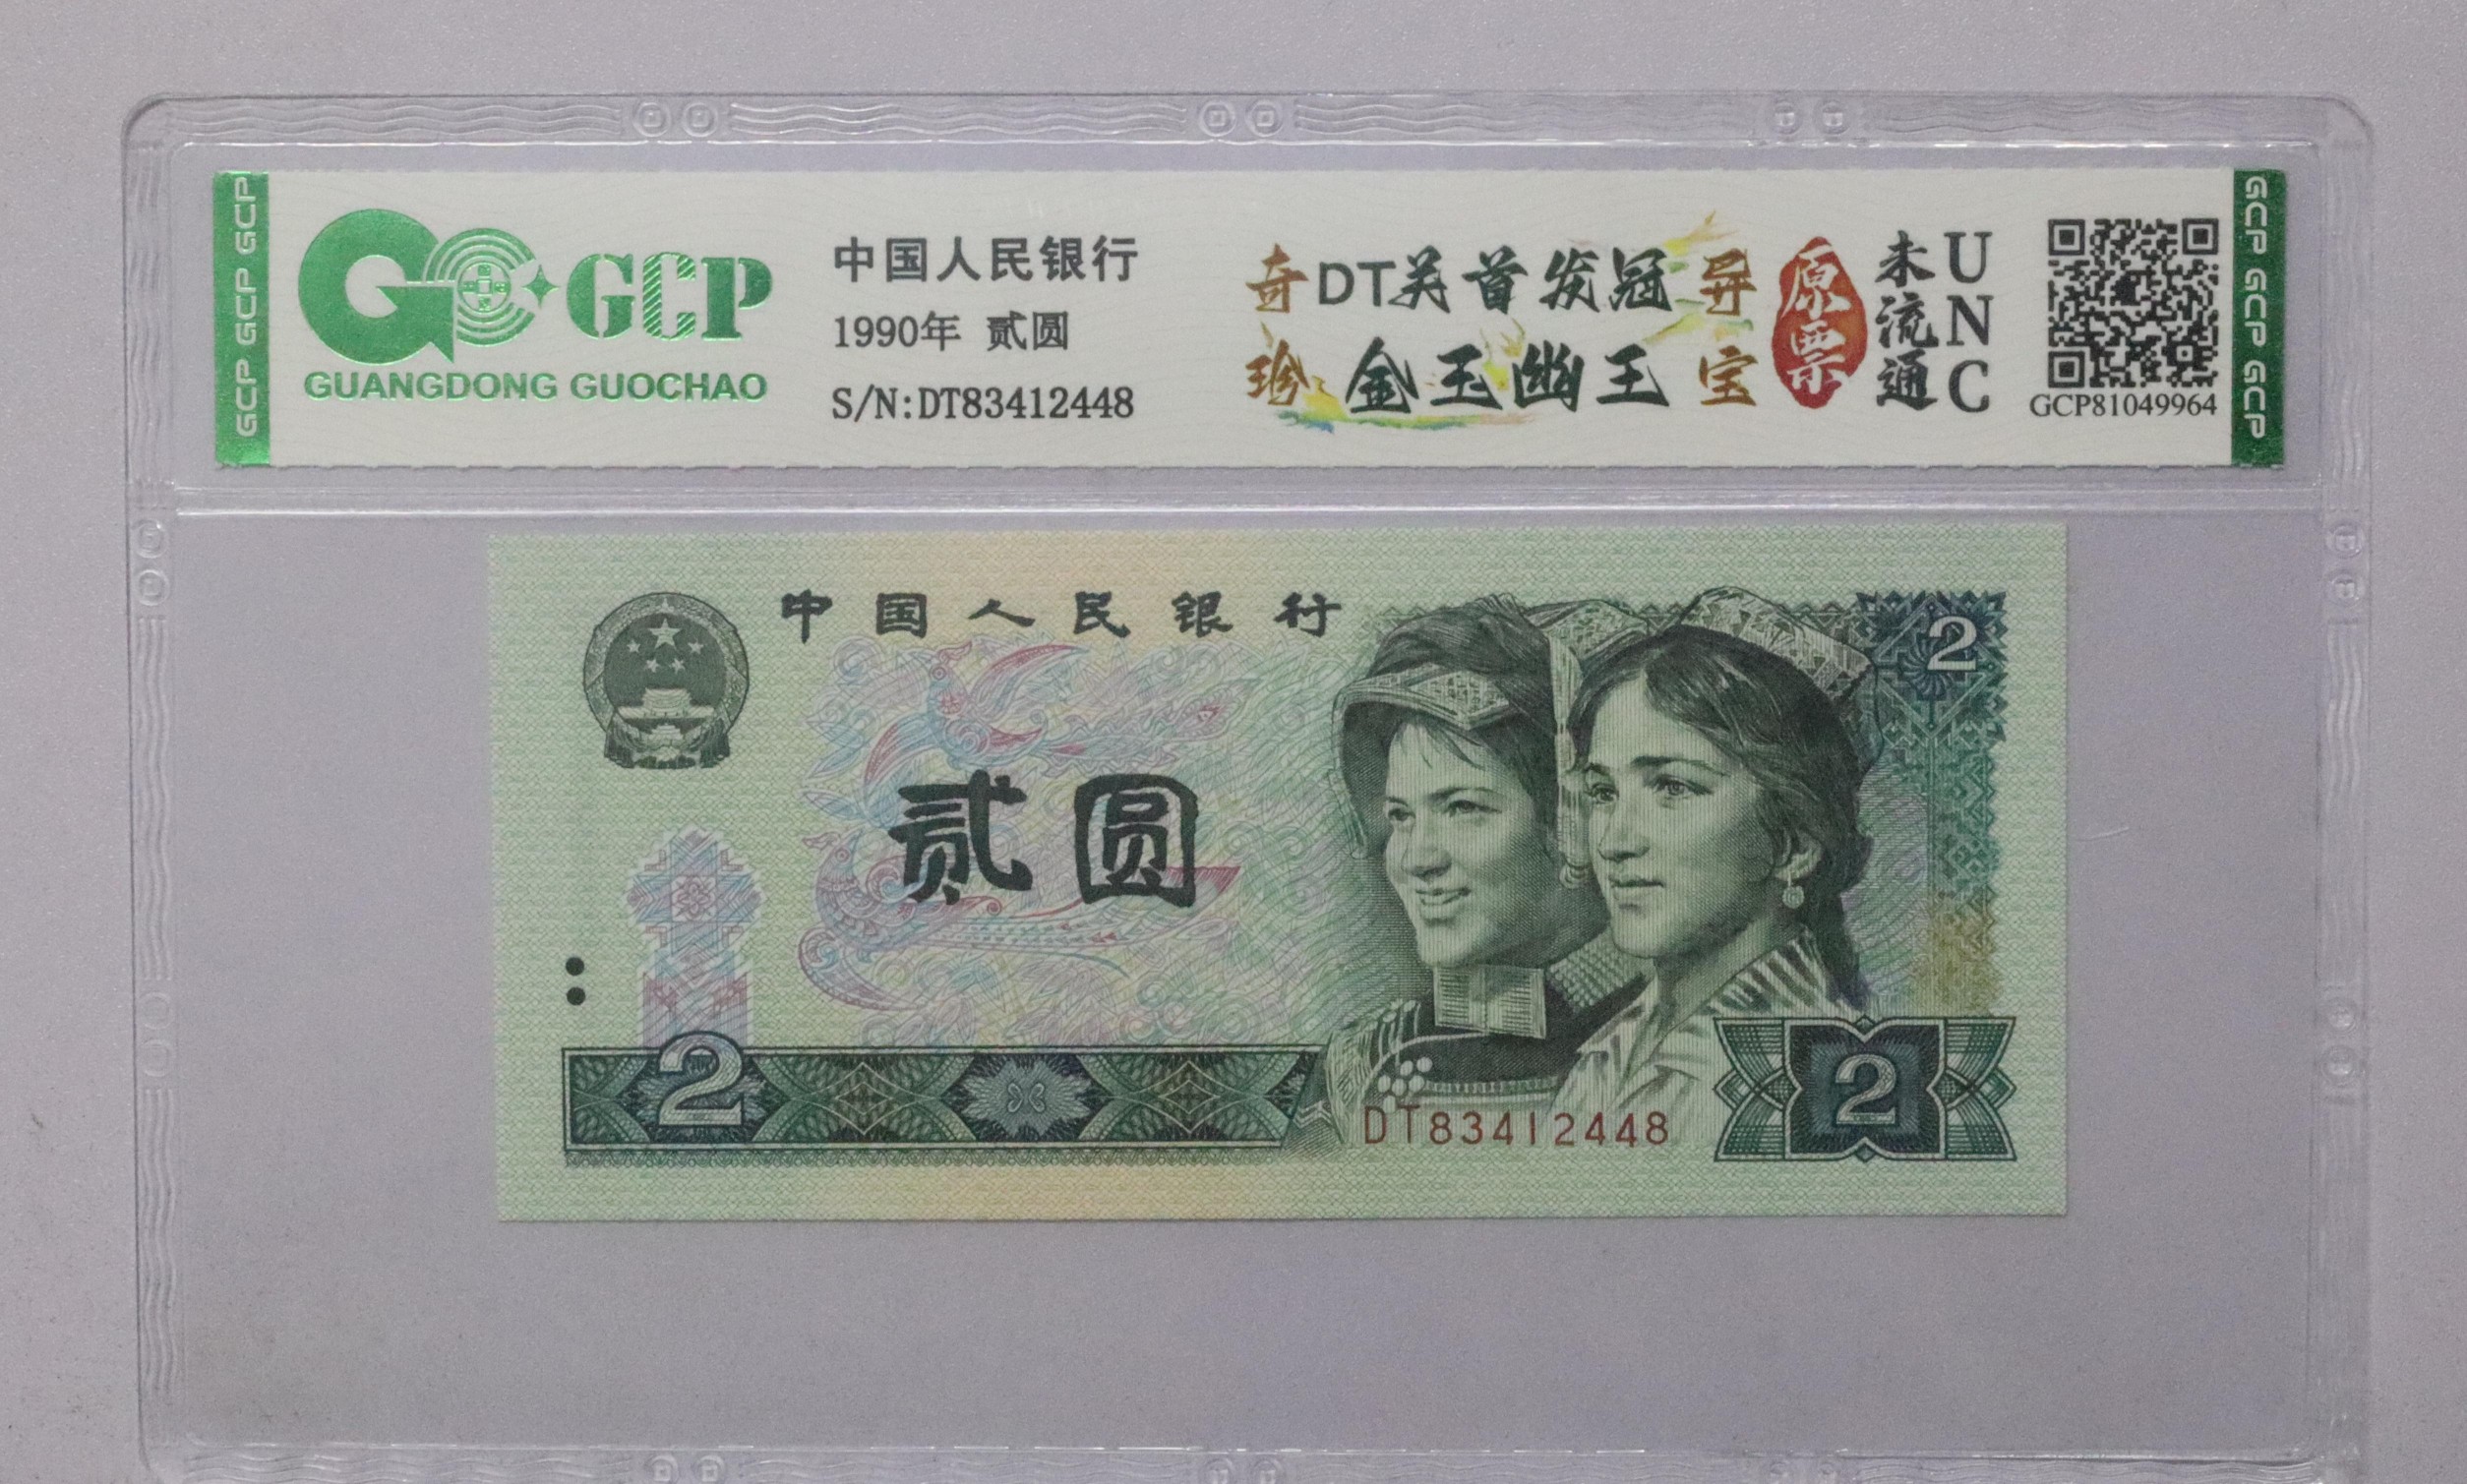 GCP GCP GCP
GCP
GUANGDONG GUOCHAO
中国人民银行
1990年 贰圆
S/N:DT83412448
奇珍
DT关首发冠
金玉幽王
异宝
原票
未流通
UNC
GCP81049964
GCP GCP GCP
中国人民银行
2
贰圆
2
DT83412448
2